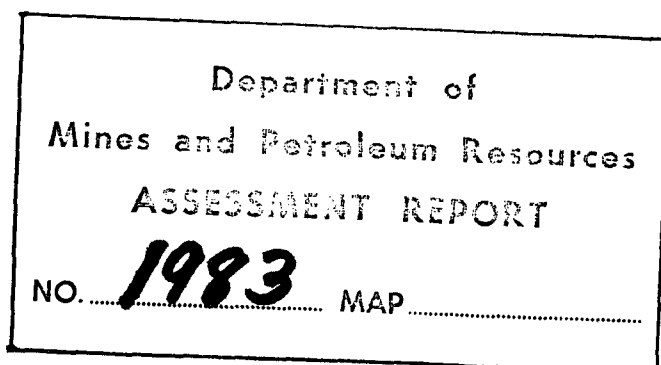 Department of
Mines and Petroleum Resources
ASSESSMENT REPORT
NO. 1983 MAP